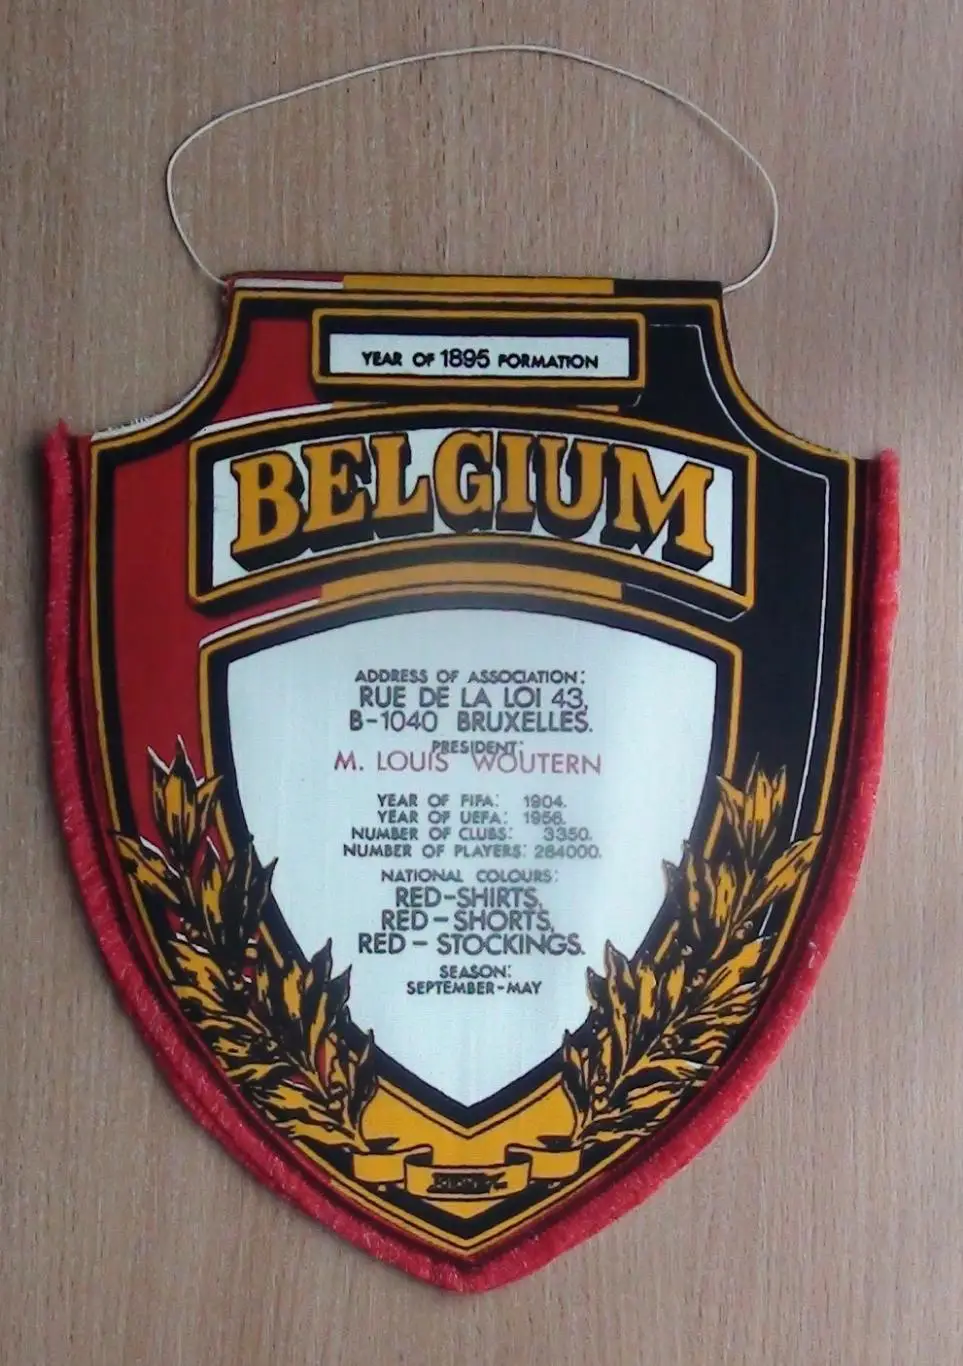 YEAR OF 1895 FORMATION
BELGIUM
ADDRESS OF ASSOCIATION:
RUE DE LA LOI 43,
B-1040 BRUXELLES.
PRESIDENT:
M. LOUIS WOUTERN
YEAR OF FIFA: 1904.
YEAR OF UEFA: 1956.
NUMBER OF CLUBS: 3350.
NUMBER OF PLAYERS: 264000.
NATIONAL COLOURS:
RED-SHIRTS,
RED-SHORTS,
RED-STOCKINGS.
SEASON:
SEPTEMBER-MAY